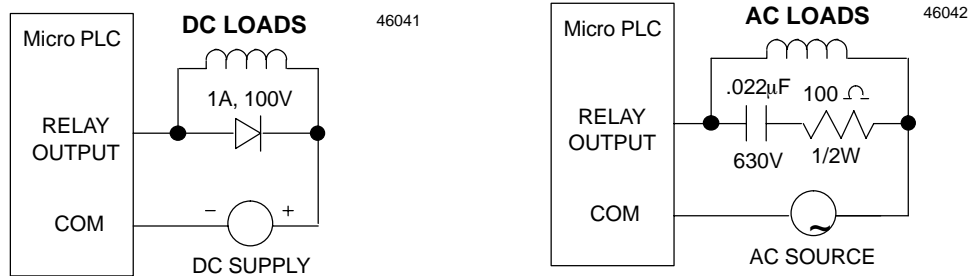 DC LOADS
46041
Micro PLC
1A, 100V
RELAY
OUTPUT
COM
− +
DC SUPPLY
AC LOADS
46042
Micro PLC
.022μF
100 Ω
RELAY
OUTPUT
630V
1/2W
COM
~
AC SOURCE